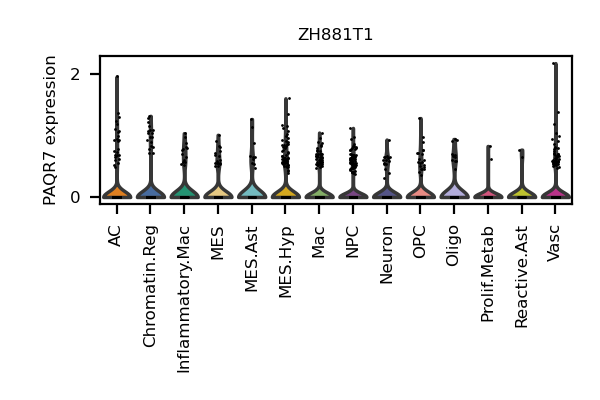 ZH881T1
PAQR7 expression
2
0
AC
Chromatin.Reg
Inflammatory.Mac
MES
MES.Ast
MES.Hyp
Mac
NPC
Neuron
OPC
Oligo
Prolif.Metab
Reactive.Ast
Vasc